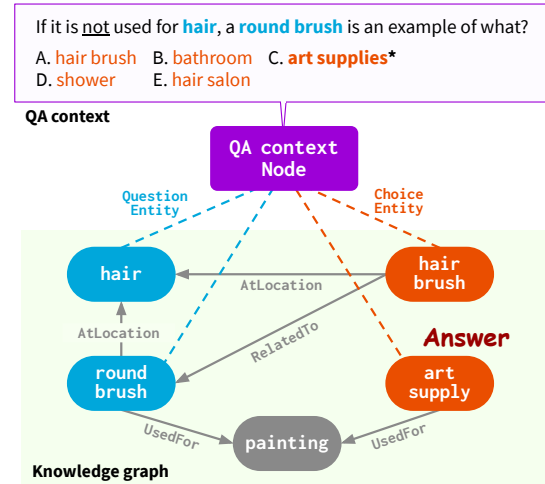 If it is not used for hair, a round brush is an example of what?
A. hair brush B. bathroom C. art supplies*
D. shower E. hair salon
QA context
QA context
Node
Question
Entity
Choice
Entity
hair
hair
brush
AtLocation
AtLocation
RelatedTo
Answer
round
brush
art
supply
UsedFor
painting
UsedFor
Knowledge graph